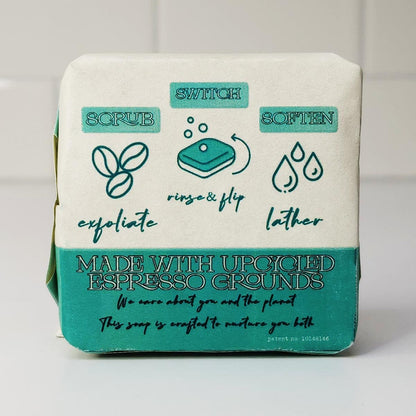 SWITCH
SCRUB
SOFTEN
rinse & flip
exfoliate
lather
MADE WITH UPCYCLED
ESPRESSO GROUNDS
We care about you and the planet
This soap is crafted to nurture you both
patent no. 10148146